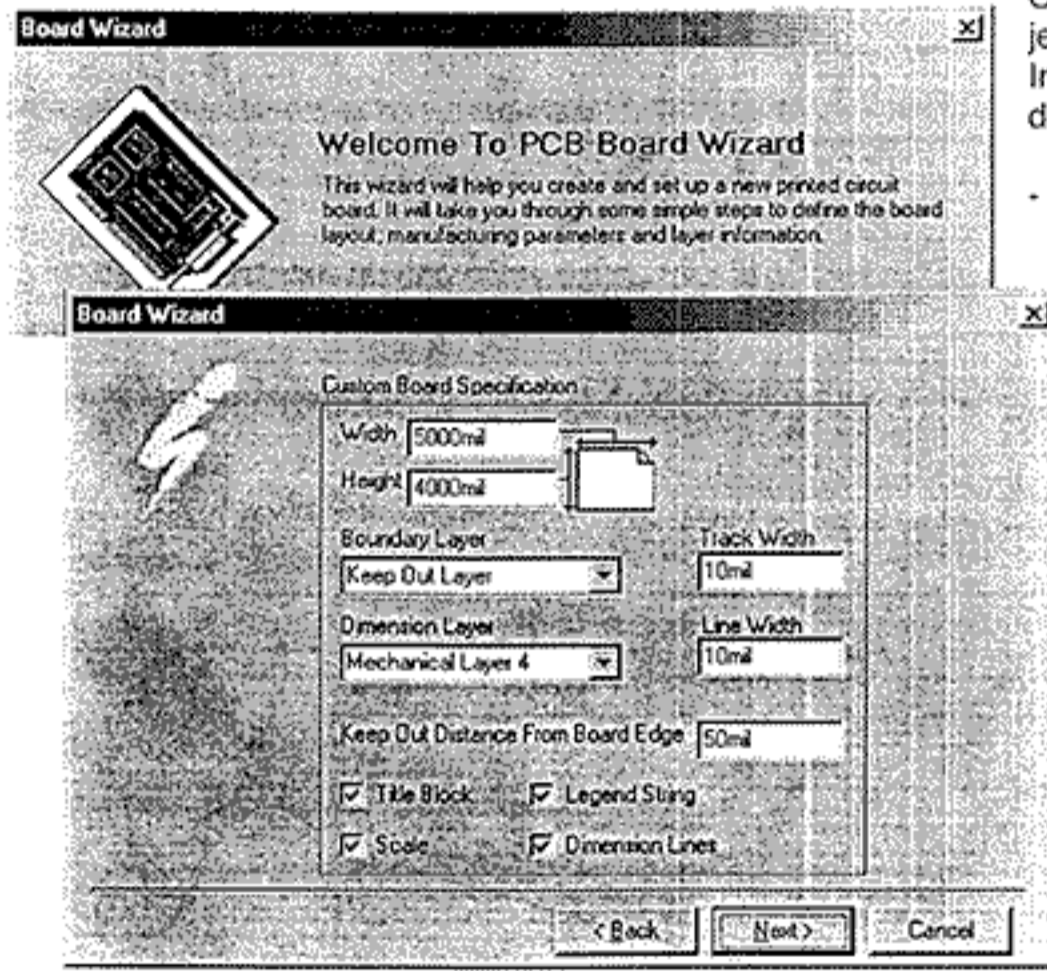 Board Wizard
Welcome To PCB Board Wizard
This wizard will help you create and set up a new printed circuit
board. It will take you through some simple steps to define the board
layout, manufacturing parameters and layer information.
Board Wizard
Custom Board Specification
Width 5000mil
Height 4000mil
Boundary Layer Track Width
Keep Out Layer 10mil
Dimension Layer Line Width
Mechanical Layer 4 10mil
Keep Out Distance From Board Edge 50mil
Title Block Legend String
Scale Dimension Lines
< Back Next > Cancel